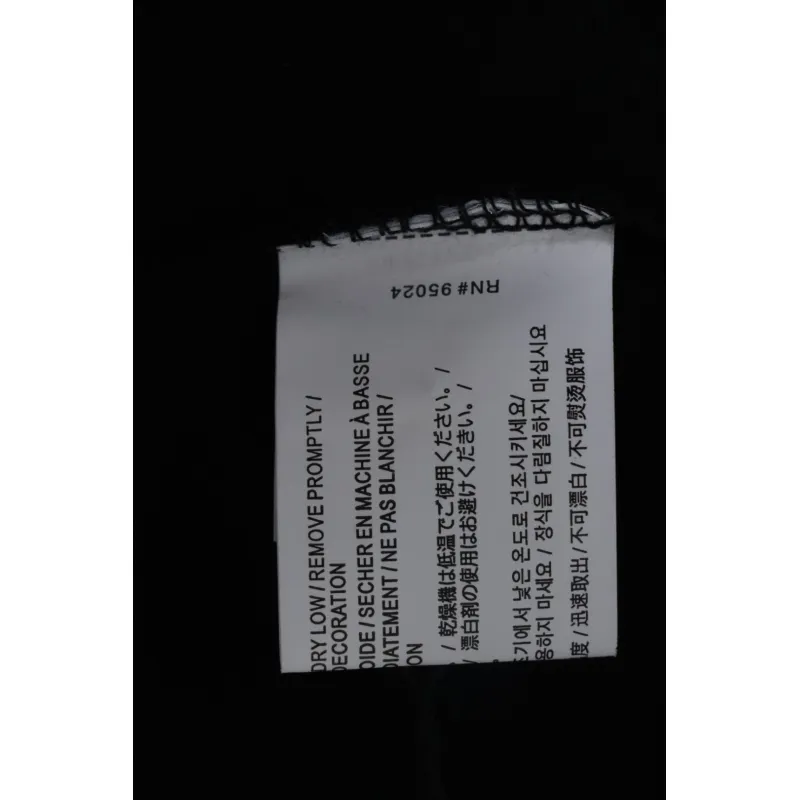 RN# 95024
DRY LOW / REMOVE PROMPTLY /
DECORATION
OIDE / SECHER EN MACHINE À BASSE
DIATEMENT / NE PAS BLANCHIR /
ON
/ 乾燥機は低温でご使用ください。 /
/ 漂白剤の使用はお避けください。 /
조기에서 낮은 온도로 건조시키세요/
용하지 마세요 / 장식을 다림질하지 마십시요
度 / 迅速取出 / 不可漂白 / 不可熨烫服饰